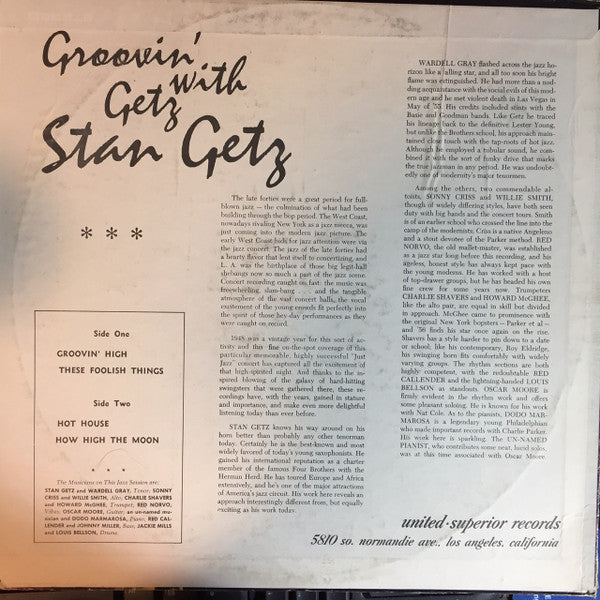 Groovin'
with
Getz
Stan Getz
* * *
Side One
GROOVIN' HIGH
THESE FOOLISH THINGS
Side Two
HOT HOUSE
HOW HIGH THE MOON
* * *
The Musicians on This Jazz Session are:
STAN GETZ and WARDELL GRAY, Tenor, SONNY
CRISS and WILLIE SMITH, Alto, CHARLIE SHAVERS
and HOWARD McGHEE, Trumpet, RED NORVO,
Vibes, OSCAR MOORE, Guitar, an un-named mu-
sician and DODO MARMAROSA, Piano, RED CAL-
LENDER and JOHNNY MILLER, Bass, JACKIE MILLS
and LOUIS BELLSON, Drums.
The late forties were a great period for full-
blown jazz — the colmination of what had been
building through the bop period. The West Coast,
nowadays rivaling New York as a jazz mecca, was
just coming into the modern jazz picture. The
early West Coast bids for jazz attention were via
the jazz concert. The jazz of the late forties had
a hearty flavor that lent itself to concertizing, and
L. A. was the birthplace of those big legit-hall
shebangs now so much a part of the jazz some.
Concert recording caught on fast: the music was
freewheeling, slam-bang . . . and the tangible
atmosphere of the vast concert halls, the vocal
excitement of the young crowds fit perfectly into
the spirit of those hey-day performances as they
were caught on record.
1948 was a vintage year for this sort of ac-
tivity and this fine on-the-spot coverage of this
particular memorable, highly successful "Just
Jazz" concert has captured all the excitement of
that high-spirited night. And thanks to the in-
spired blowing of the galaxy of hard-hitting
swingsters that were gathered there, these re-
cordings have, with the years, gained in stature
and importance, and make even more delightful
listening today than ever before.
STAN GETZ knows his way around on his
horn better than probably any other tenorman
today. Certainly he is the best-known and most
widely favored of today's young saxophonists. He
gained his international reputation as a charter
member of the famous Four Brothers with the
Herman Herd. He has toured Europe and Africa
extensively, and he's one of the major attractions
of America's jazz circuit. His work here reveals an
approach interestingly different from, but equally
exciting as his work today.
WARDELL GRAY flashed across the jazz ho-
rizon like a falling star, and all too soon his bright
flame was extinguished. He had more than a nod-
ding acquaintance with the social evils of this mod-
ern age and he met violent death in Las Vegas in
May of '55. His credits included stints with the
Basie and Goodman bands. Like Getz he traced
his lineage back to the definitive Lester Young,
but unlike the Brothers school, his approach main-
tained close touch with the tap-roots of hot jazz.
Although he employed a tubular sound, he com-
bined it with the sort of funky drive that marks
the true jazzman in any period. He was undoubt-
edly one of modernity's major tenormen.
Among the others, two commendable al-
toists, SONNY CRISS and WILLIE SMITH,
though of widely differing styles, have both seen
duty with big bands and the concert tours. Smith
is of an earlier school who crossed the line into the
camp of the modernists; Criss is a native Angeleno
and a stout devotee of the Parker method. RED
NORVO, the old mallet-master, was established
as a jazz star long before this recording, and his
ageless, honest style has always kept pace with
the young moderns. He has worked with a host
of top-drawer groups, but he has headed his own
fine crew for some years now. Trumpeters
CHARLIE SHAVERS and HOWARD McGHEE,
like the alto pair, are equal in skill but divided
in approach. McGhee came to prominence with
the original New York bopsters — Parker et al —
and '56 finds his star once again on the rise.
Shavers has a style harder to pin down to a date
or school; like his contemporary, Roy Eldridge,
his swinging horn fits comfortably with widely
varying groups. The rhythm sections are both
highly competent, with the redoubtable RED
CALLENDER and the lightning-handed LOUIS
BELLSON as standouts. OSCAR MOORE is
firmly evident in the rhythm work and offers
some pleasant soloing. He is known for his work
with Nat Cole. As to the pianists, DODO MAR-
MAROSA is a legendary young Philadelphian
who made important records with Charlie Parker.
His work here is sparkling. The UN-NAMED
PIANIST, who contributes some neat, hard solos,
was at this time associated with Oscar Moore.
united·superior records
5810 so. normandie ave., los angeles, california